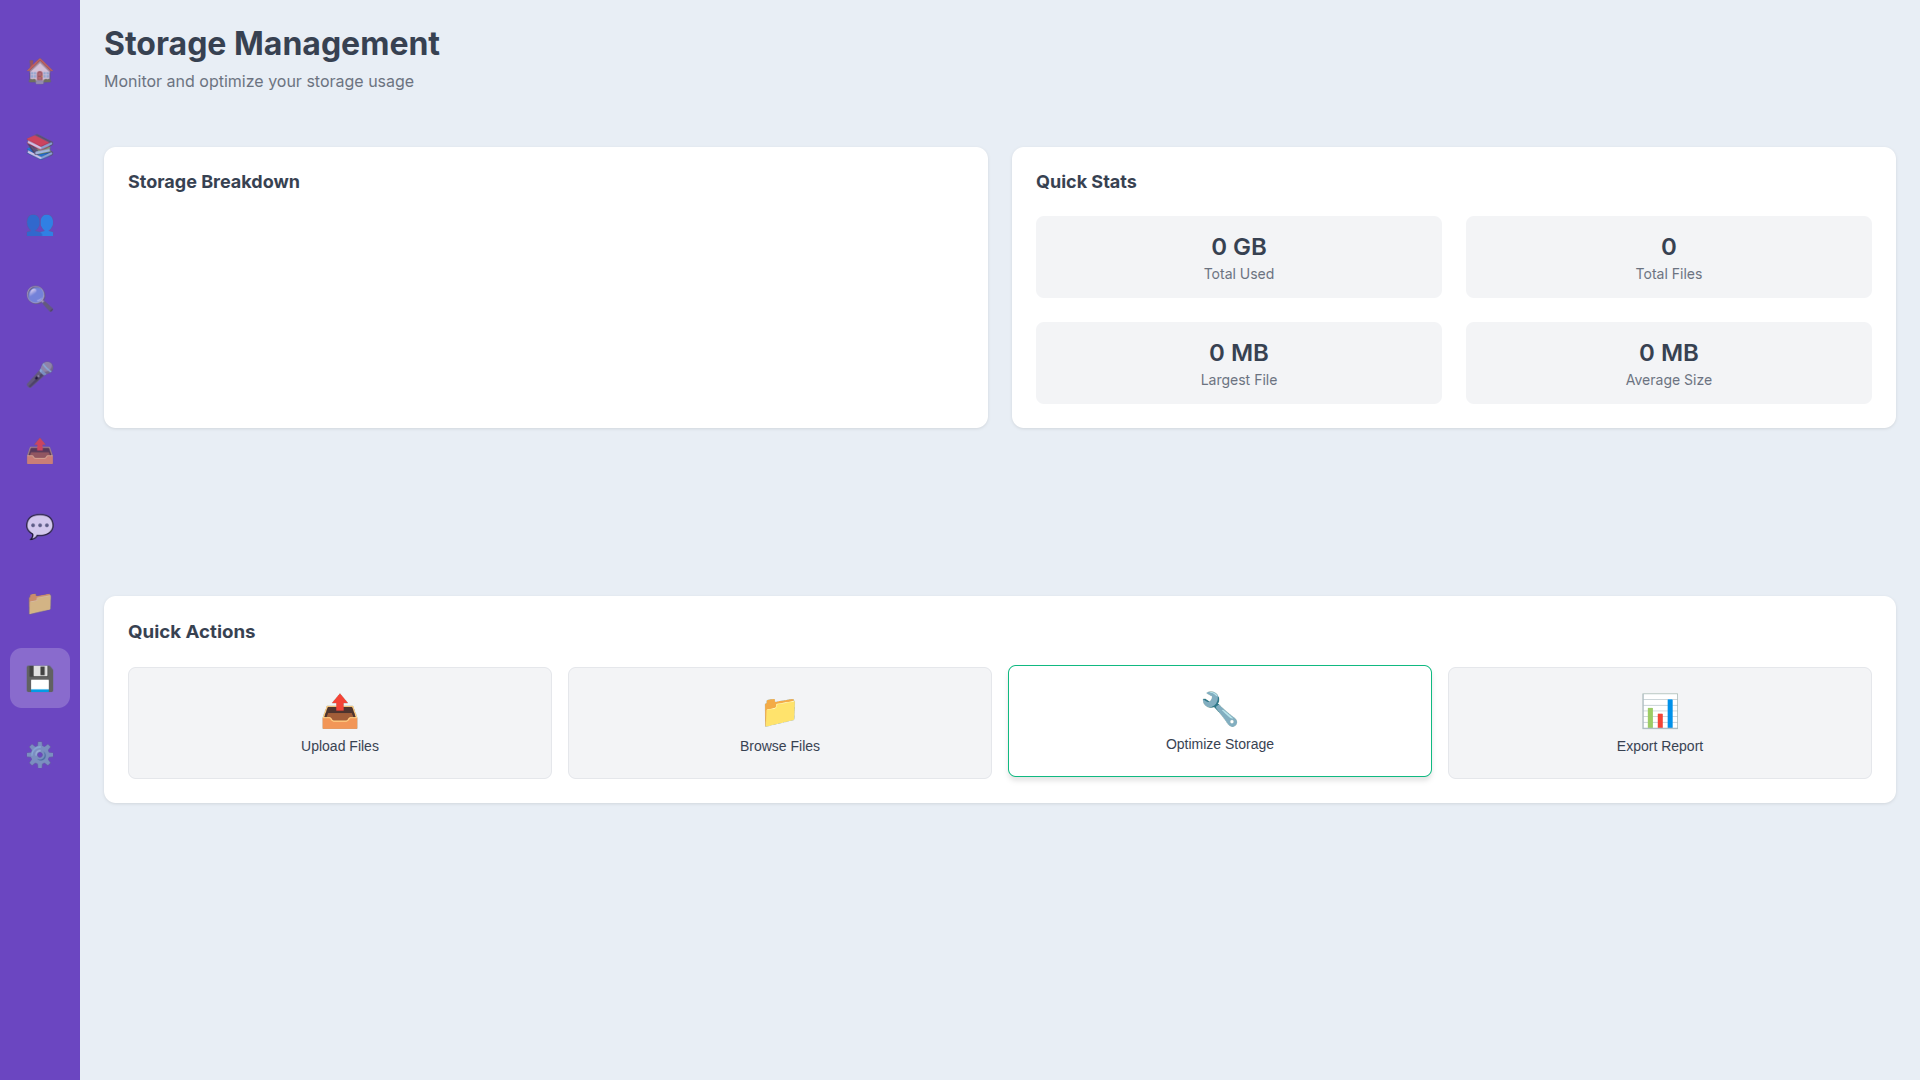 Storage Management
Monitor and optimize your storage usage
Storage Breakdown
Quick Stats
0 GB
Total Used
0
Total Files
0 MB
Largest File
0 MB
Average Size
Quick Actions
Upload Files
Browse Files
Optimize Storage
Export Report